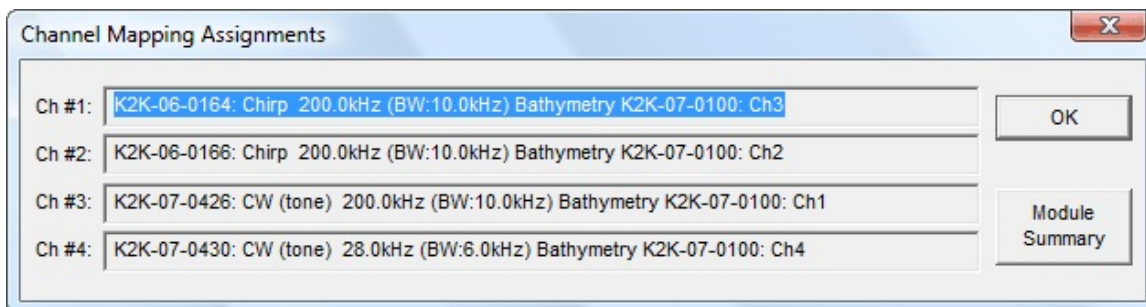 Channel Mapping Assignments
Ch #1: K2K-06-0164: Chirp  200.0kHz (BW:10.0kHz) Bathymetry K2K-07-0100: Ch3
OK
Ch #2: K2K-06-0166: Chirp  200.0kHz (BW:10.0kHz) Bathymetry K2K-07-0100: Ch2
Ch #3: K2K-07-0426: CW (tone)  200.0kHz (BW:10.0kHz) Bathymetry K2K-07-0100: Ch1
Ch #4: K2K-07-0430: CW (tone)  28.0kHz (BW:6.0kHz) Bathymetry K2K-07-0100: Ch4
Module
Summary